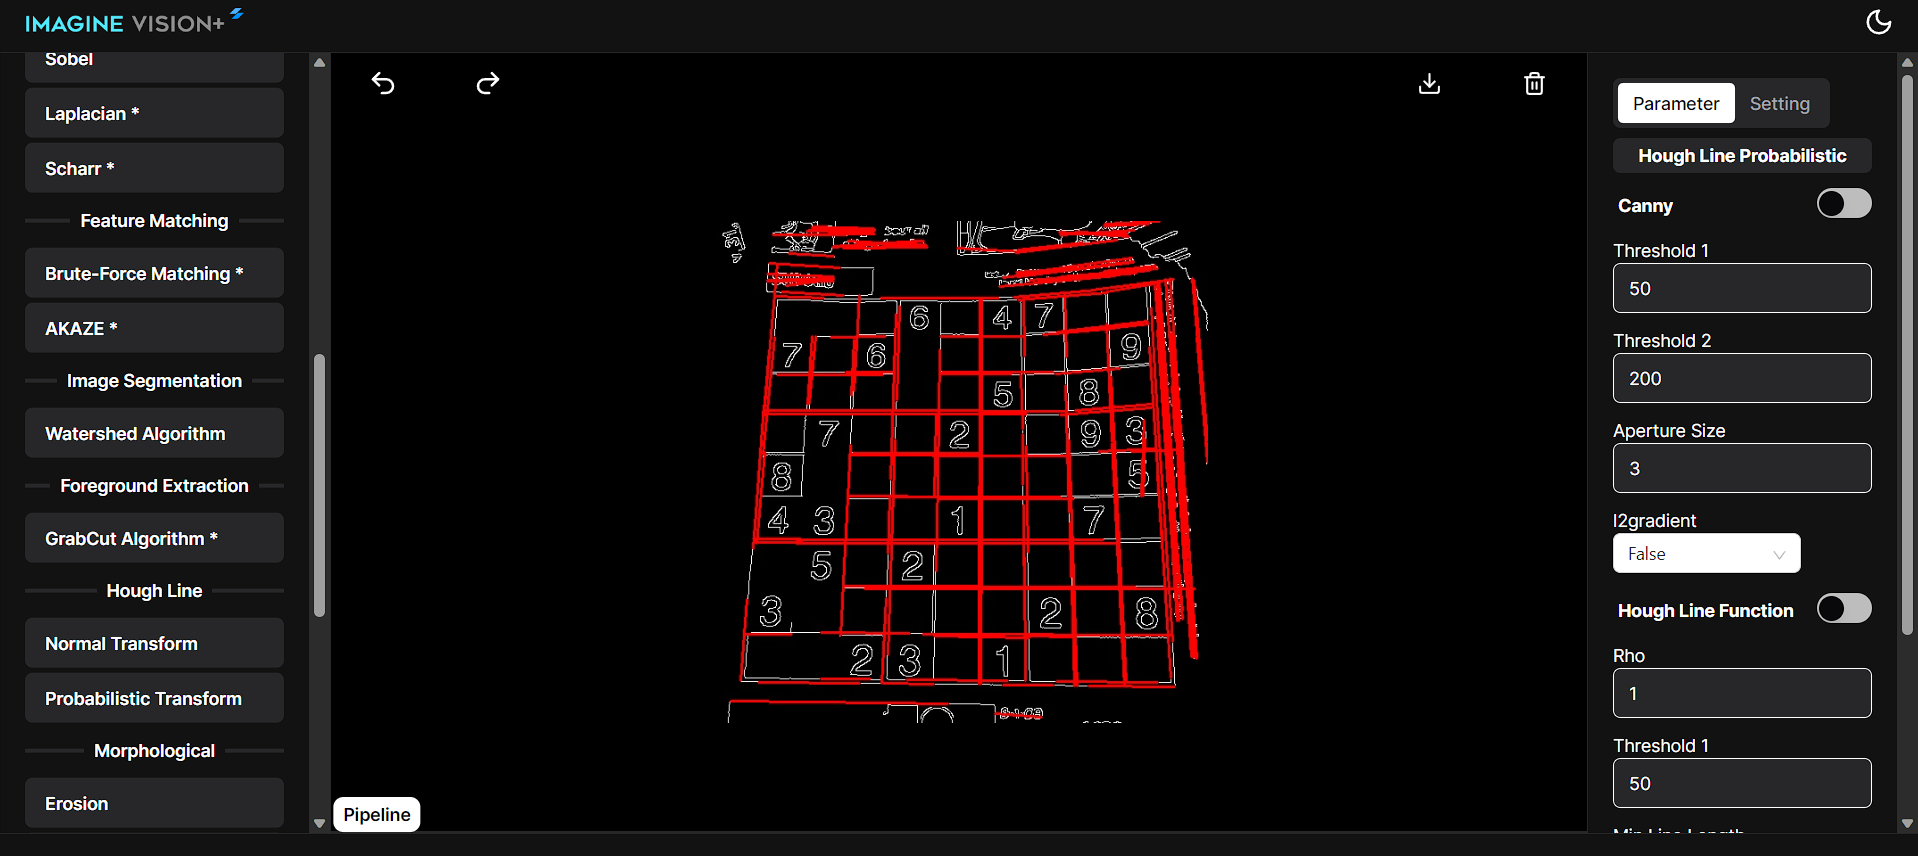 IMAGINE VISION+
Sobel
Laplacian *
Scharr *
Feature Matching
Brute-Force Matching *
AKAZE *
Image Segmentation
Watershed Algorithm
Foreground Extraction
GrabCut Algorithm *
Hough Line
Normal Transform
Probabilistic Transform
Morphological
Erosion
6 4 7
7 6 9
5 8
7 2 9 3
8 5
4 3 1 7
5 2
3 2 8
2 3 1
Pipeline
Parameter Setting
Hough Line Probabilistic
Canny
Threshold 1
50
Threshold 2
200
Aperture Size
3
l2gradient
False
Hough Line Function
Rho
1
Threshold 1
50
Min Line Length